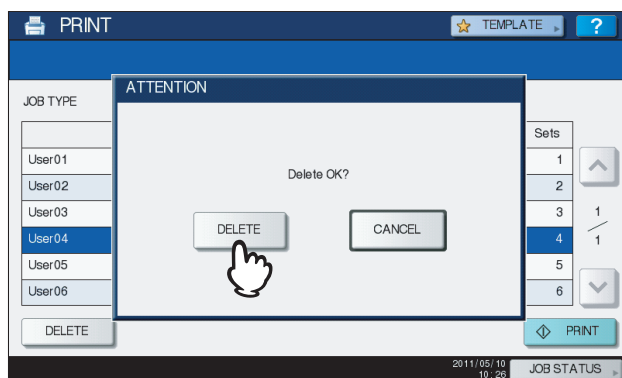 PRINT
TEMPLATE
?
ATTENTION
JOB TYPE
Sets
User01 1
Delete OK?
User02 2
User03 3
1
DELETE CANCEL
User04 4
1
User05 5
User06 6
DELETE PRINT
2011/05/10
10:26
JOB STATUS